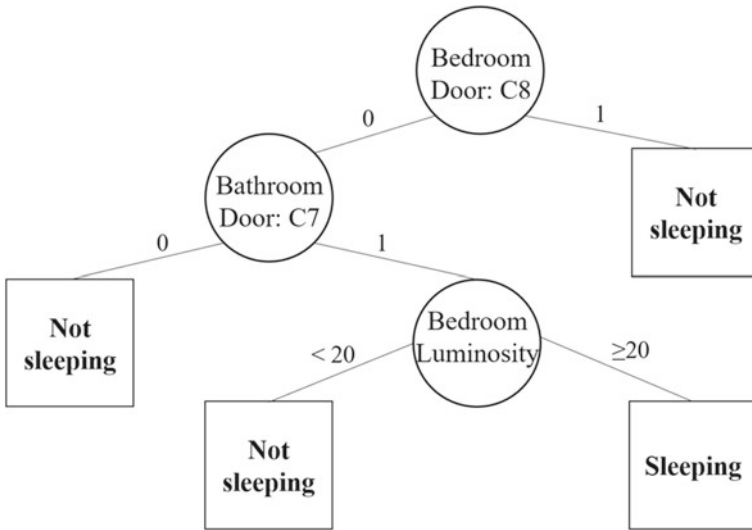 Bedroom
Door: C8
0
1
Bathroom
Door: C7
Not
sleeping
0
1
Not
sleeping
Bedroom
Luminosity
< 20
≥20
Not
sleeping
Sleeping